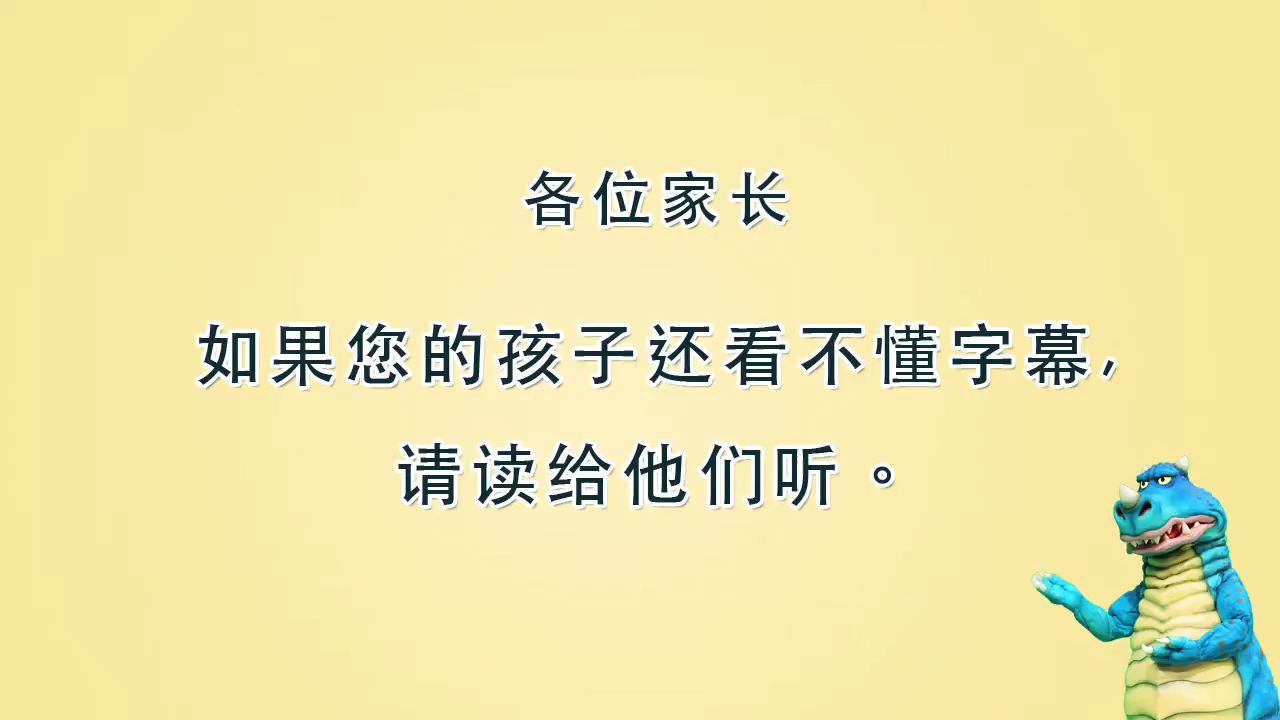 各位家长
如果您的孩子还看不懂字幕,
请读给他们听。